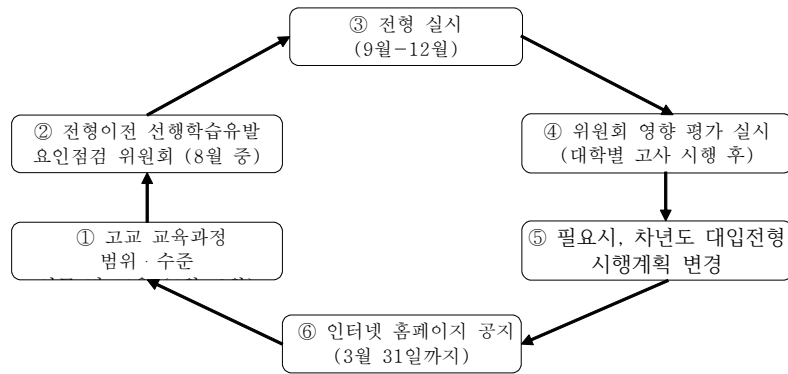 ① 고교 교육과정
범위·수준
② 전형이전 선행학습유발
요인점검 위원회 (8월 중)
③ 전형 실시
(9월-12월)
④ 위원회 영향 평가 실시
(대학별 고사 시행 후)
⑤ 필요시, 차년도 대입전형
시행계획 변경
⑥ 인터넷 홈페이지 공지
(3월 31일까지)